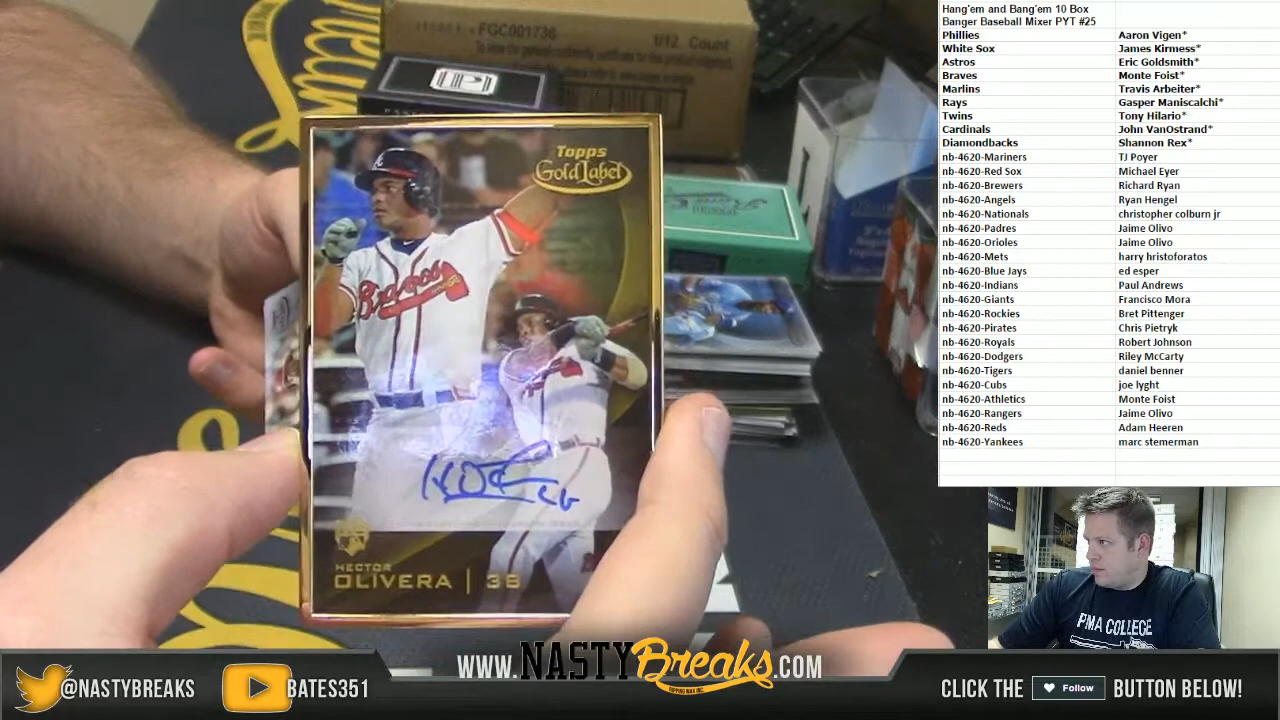 Hang'em and Bang'em 10 Box
Banger Baseball Mixer PYT #25
Phillies Aaron Vigen*
White Sox James Kirmess*
Astros Eric Goldsmith*
Braves Monte Foist*
Marlins Travis Arbeiter*
Rays Gasper Maniscalchi*
Twins Tony Hilario*
Cardinals John VanOstrand*
Diamondbacks Shannon Rex*
nb-4620-Mariners TJ Poyer
nb-4620-Red Sox Michael Eyer
nb-4620-Brewers Richard Ryan
nb-4620-Angels Ryan Hengel
nb-4620-Nationals christopher colburn jr
nb-4620-Padres Jaime Olivo
nb-4620-Orioles Jaime Olivo
nb-4620-Mets harry hristoforatos
nb-4620-Blue Jays ed esper
nb-4620-Indians Paul Andrews
nb-4620-Giants Francisco Mora
nb-4620-Rockies Bret Pittenger
nb-4620-Pirates Chris Pietryk
nb-4620-Royals Robert Johnson
nb-4620-Dodgers Riley McCarty
nb-4620-Tigers daniel benner
nb-4620-Cubs joe lyght
nb-4620-Athletics Monte Foist
nb-4620-Rangers Jaime Olivo
nb-4620-Reds Adam Heeren
nb-4620-Yankees marc stemerman
FGC001736
1/12 Count
Topps
Gold Label
Braves
HECTOR
OLIVERA | 3B
PIMA COLLEGE
@NASTYBREAKS
BATES351
WWW.NASTYBreaks.COM
RIPPING WAX INC.
CLICK THE Follow BUTTON BELOW!